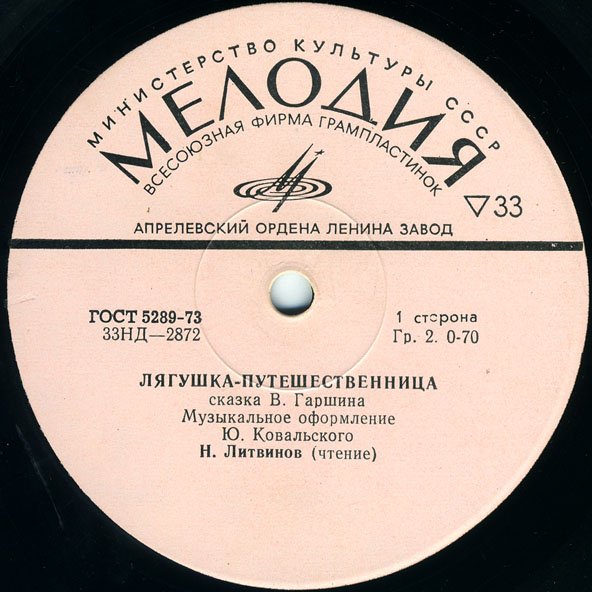 МИНИСТЕРСТВО КУЛЬТУРЫ СССР
МЕЛОДИЯ
ВСЕСОЮЗНАЯ ФИРМА ГРАМПЛАСТИНОК
▽33
АПРЕЛЕВСКИЙ ОРДЕНА ЛЕНИНА ЗАВОД
ГОСТ 5289-73
33НД—2872
1 сторона
Гр. 2. 0-70
ЛЯГУШКА-ПУТЕШЕСТВЕННИЦА
сказка В. Гаршина
Музыкальное оформление
Ю. Ковальского
Н. Литвинов (чтение)